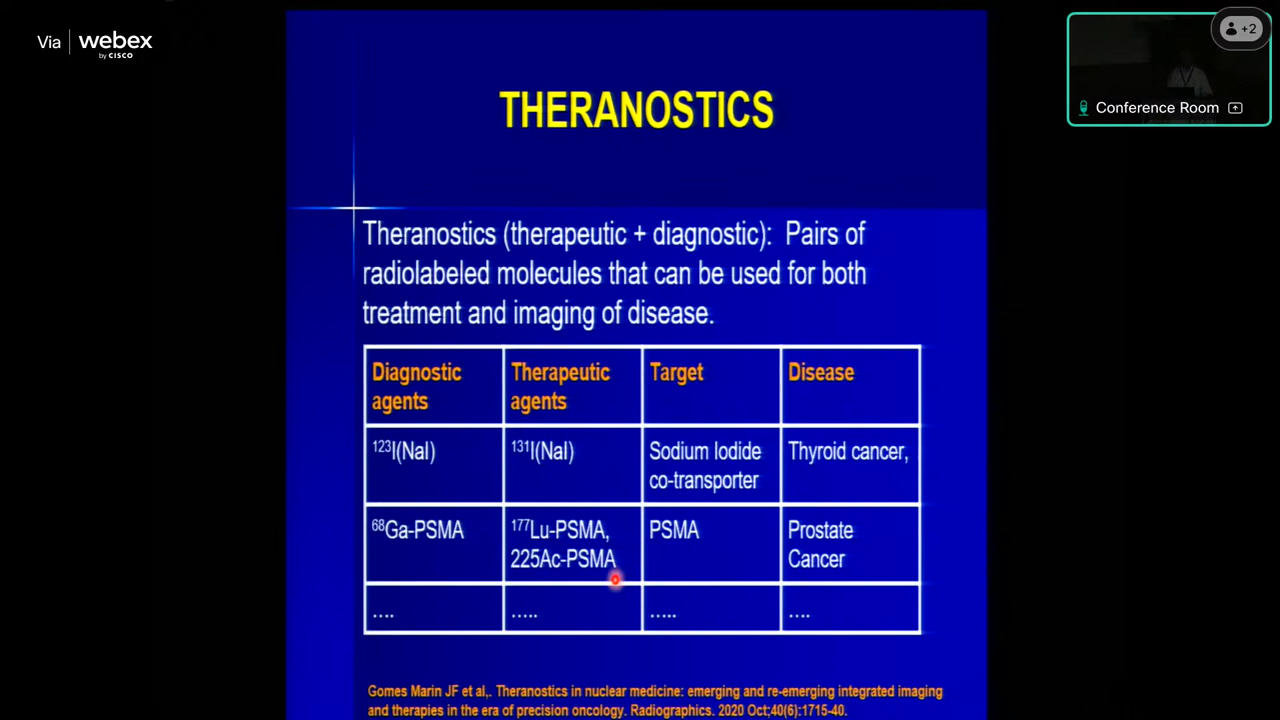 Via webex
by CISCO
+2
Conference Room
THERANOSTICS
Theranostics (therapeutic + diagnostic): Pairs of
radiolabeled molecules that can be used for both
treatment and imaging of disease.
Diagnostic agents
Therapeutic agents
Target
Disease
¹²³I(NaI)
¹³¹I(NaI)
Sodium Iodide
co-transporter
Thyroid cancer,
⁶⁸Ga-PSMA
¹⁷⁷Lu-PSMA,
225Ac-PSMA
PSMA
Prostate
Cancer
....
.....
.....
....
Gomes Marin JF et al,. Theranostics in nuclear medicine: emerging and re-emerging integrated imaging
and therapies in the era of precision oncology. Radiographics. 2020 Oct;40(6):1715-40.